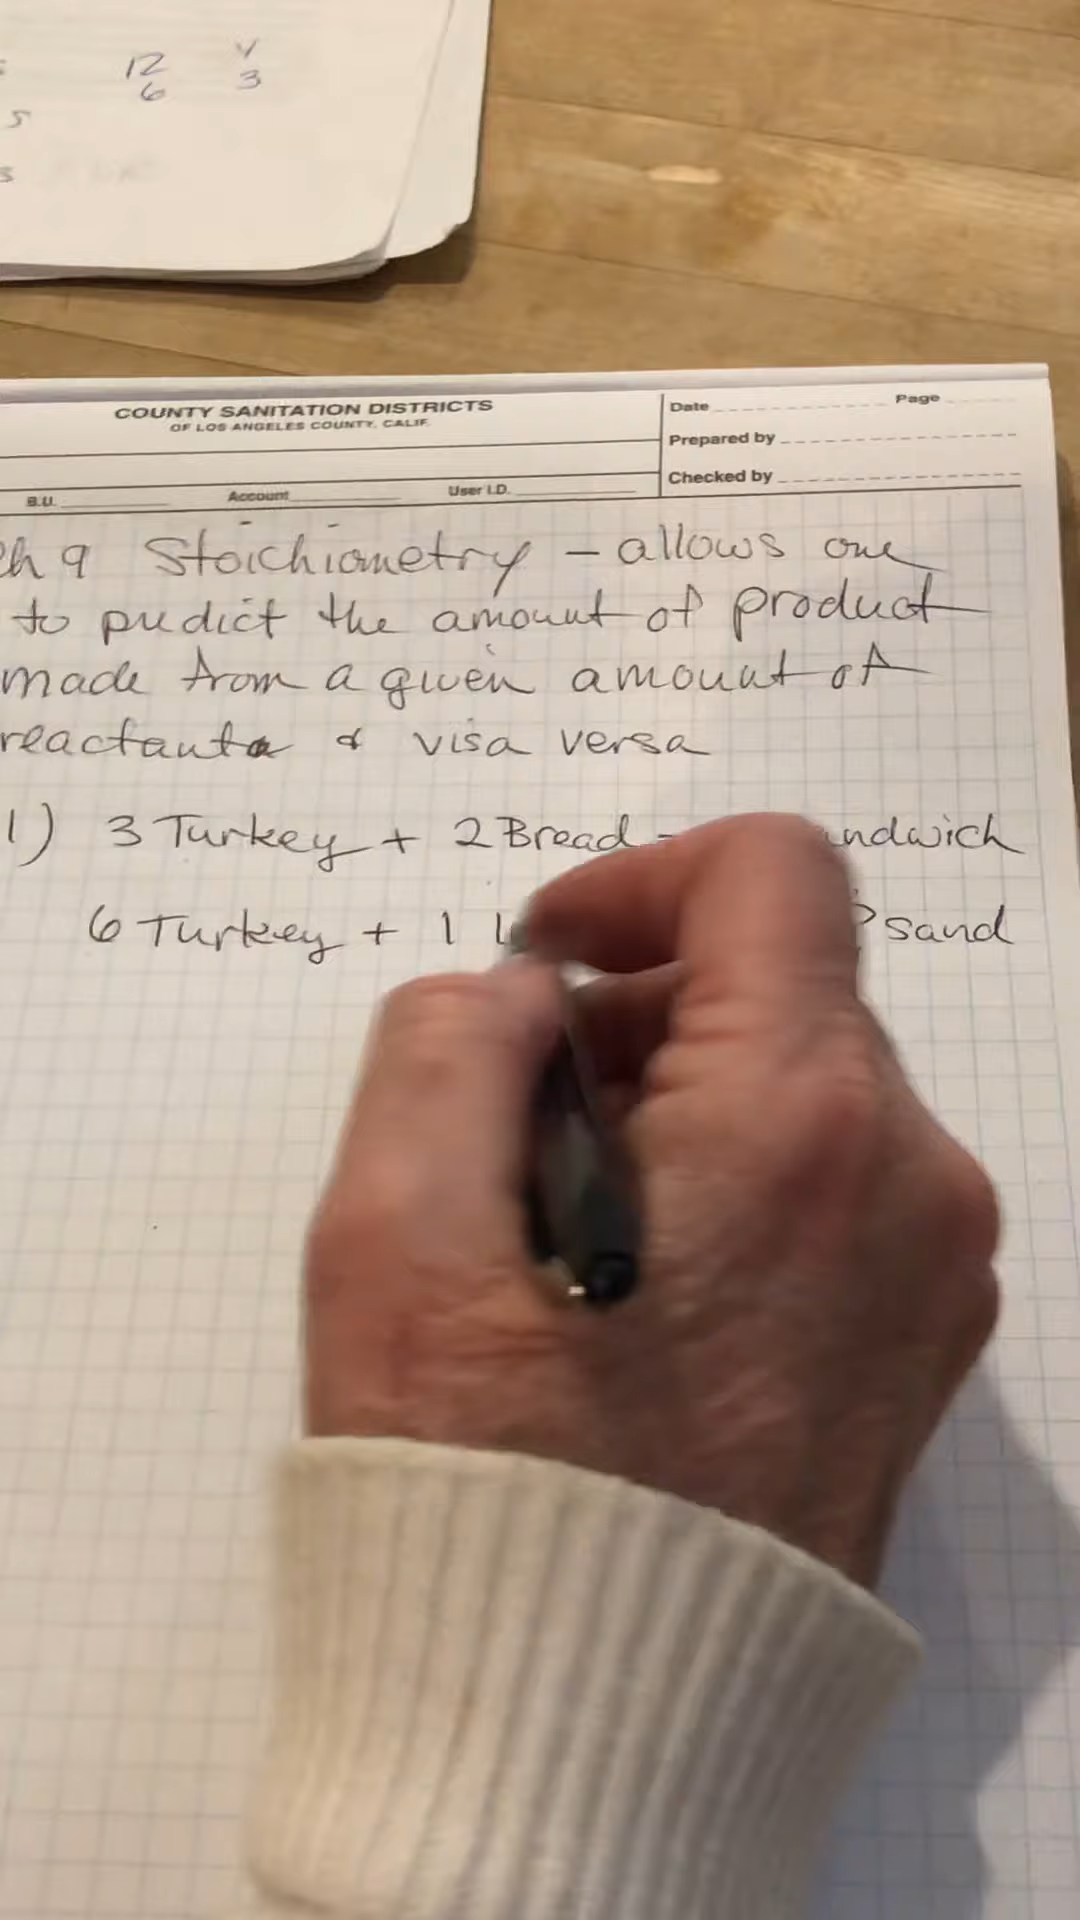 12 4
6 3
s
s
COUNTY SANITATION DISTRICTS
OF LOS ANGELES COUNTY, CALIF.
Date Page
Prepared by
Checked by
B.U. Account User I.D.
ch 9 Stoichiometry - allows one
to predict the amount of product
made from a given amount of
reactants & visa versa
1) 3 Turkey + 2 Bread andwich
6 Turkey + 1 ? sand